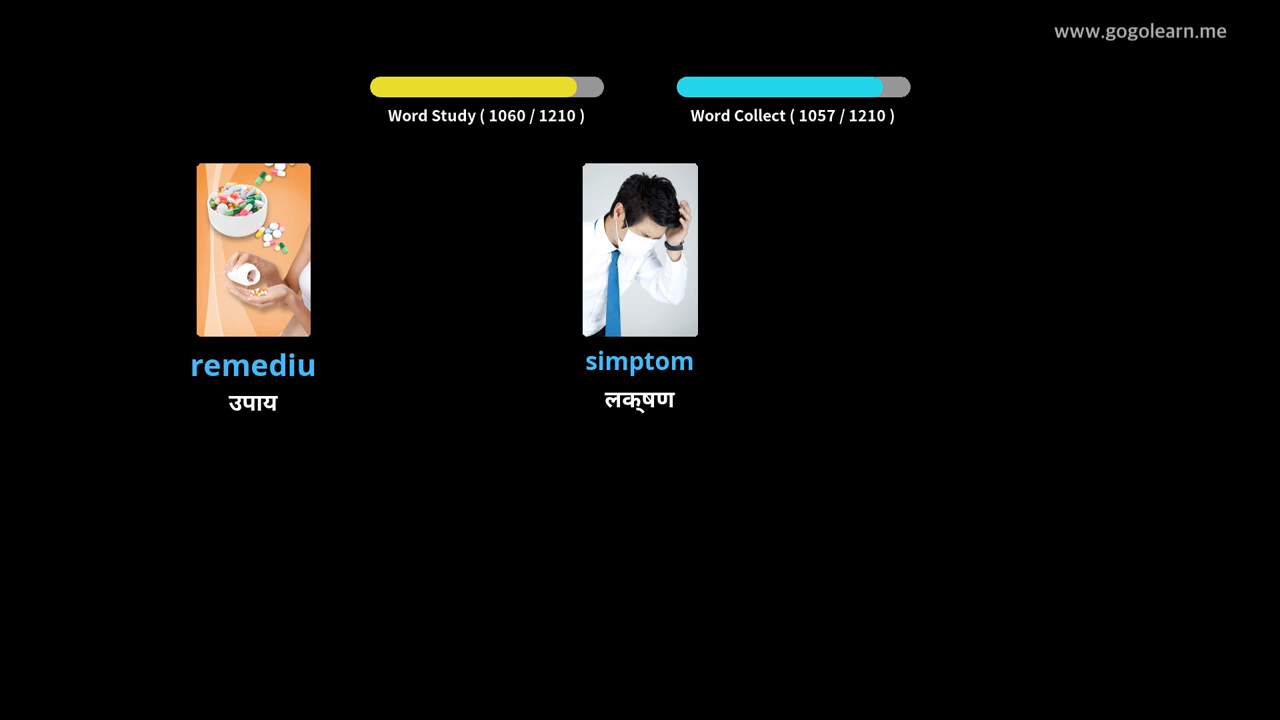 www.gogolearn.me
Word Study ( 1060 / 1210 )
Word Collect ( 1057 / 1210 )
remediu
simptom
उपाय
लक्षण